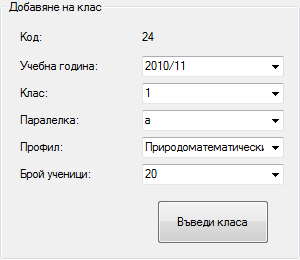 Добавяне на клас
Код: 24
Учебна година: 2010/11
Клас: 1
Паралелка: а
Профил: Природоматематически
Брой ученици: 20
Въведи класа